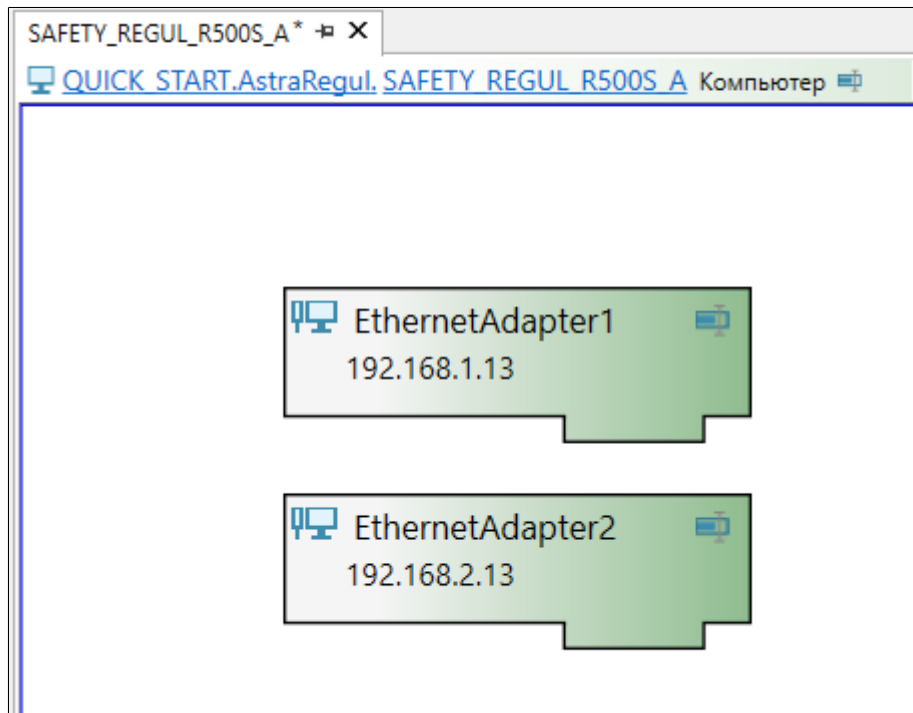 SAFETY_REGUL_R500S_A*
QUICK_START.AstraRegul. SAFETY_REGUL_R500S_A Компьютер
EthernetAdapter1
192.168.1.13
EthernetAdapter2
192.168.2.13